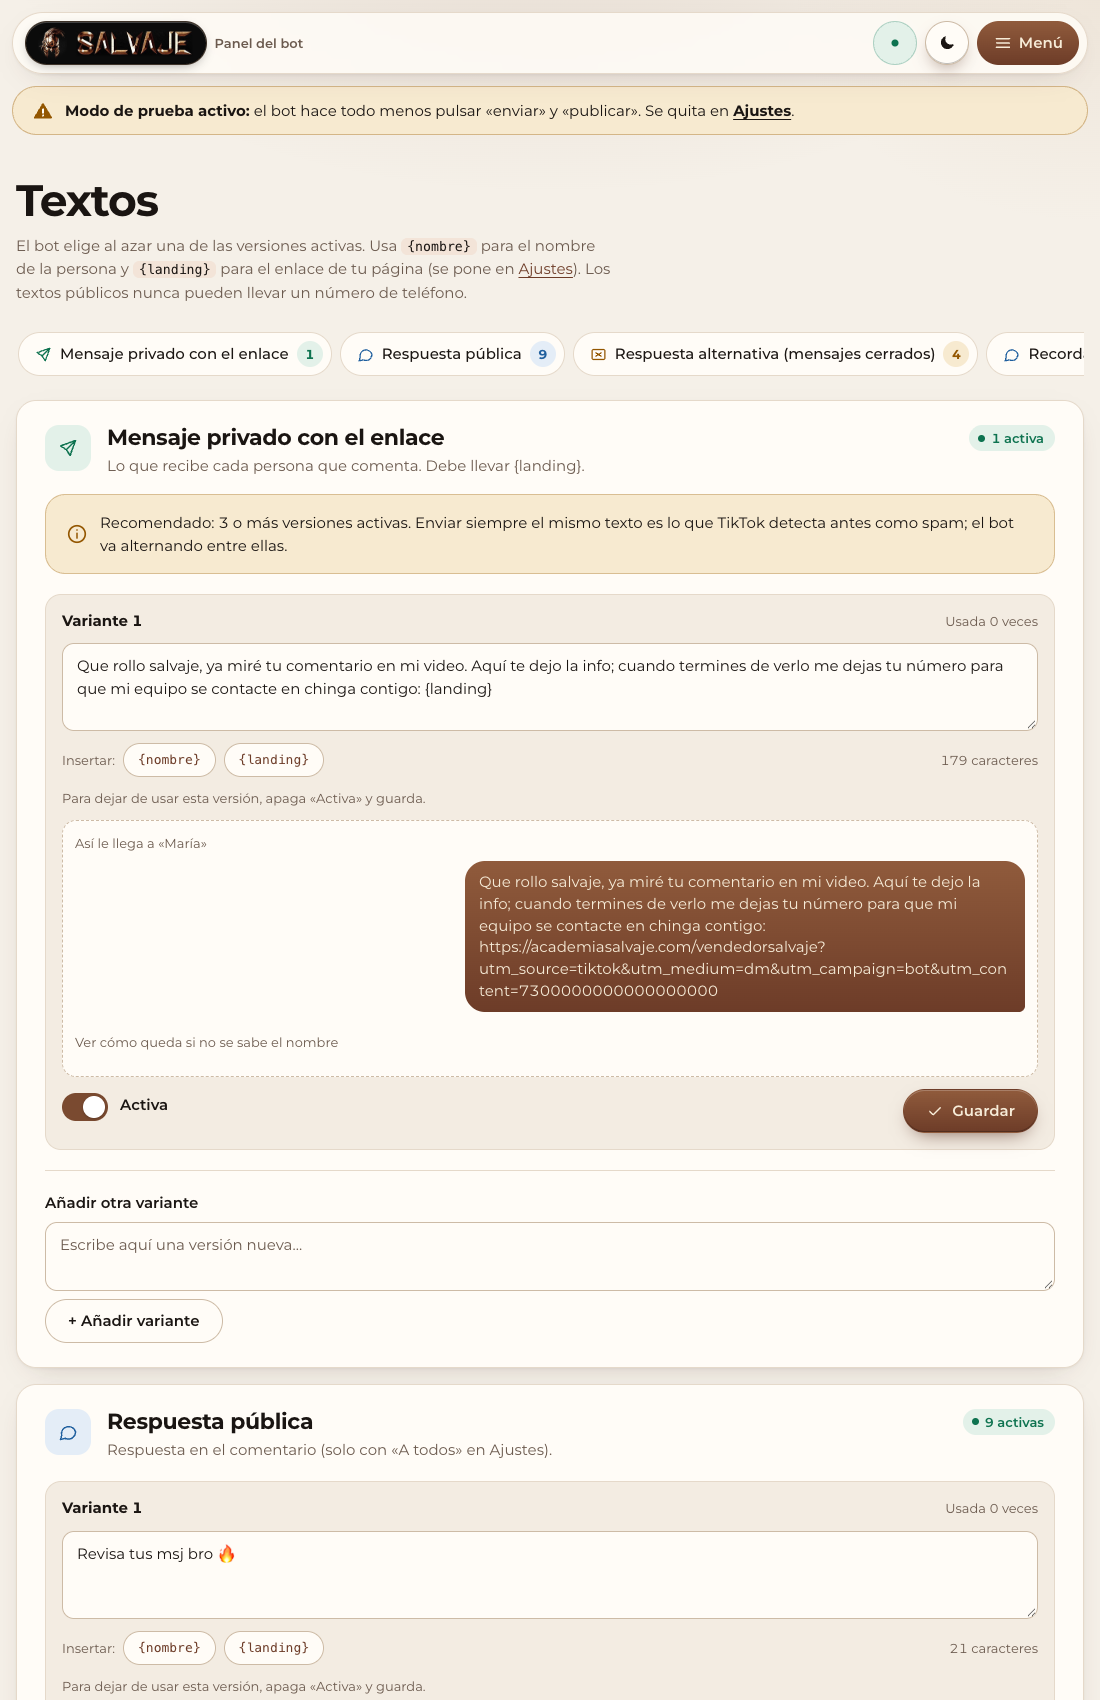 SALVAJE
Panel del bot
Menú
Modo de prueba activo: el bot hace todo menos pulsar «enviar» y «publicar». Se quita en Ajustes.
Textos
El bot elige al azar una de las versiones activas. Usa {nombre} para el nombre
de la persona y {landing} para el enlace de tu página (se pone en Ajustes). Los
textos públicos nunca pueden llevar un número de teléfono.
Mensaje privado con el enlace 1
Respuesta pública 9
Respuesta alternativa (mensajes cerrados) 4
Record
Mensaje privado con el enlace
1 activa
Lo que recibe cada persona que comenta. Debe llevar {landing}.
Recomendado: 3 o más versiones activas. Enviar siempre el mismo texto es lo que TikTok detecta antes como spam; el bot
va alternando entre ellas.
Variante 1
Usada 0 veces
Que rollo salvaje, ya miré tu comentario en mi video. Aquí te dejo la info; cuando termines de verlo me dejas tu número para
que mi equipo se contacte en chinga contigo: {landing}
Insertar: {nombre} {landing}
179 caracteres
Para dejar de usar esta versión, apaga «Activa» y guarda.
Así le llega a «María»
Que rollo salvaje, ya miré tu comentario en mi video. Aquí te dejo la
info; cuando termines de verlo me dejas tu número para que mi
equipo se contacte en chinga contigo:
https://academiasalvaje.com/vendedorsalvaje?
utm_source=tiktok&utm_medium=dm&utm_campaign=bot&utm_con
tent=7300000000000000000
Ver cómo queda si no se sabe el nombre
Activa
Guardar
Añadir otra variante
Escribe aquí una versión nueva...
+ Añadir variante
Respuesta pública
9 activas
Respuesta en el comentario (solo con «A todos» en Ajustes).
Variante 1
Usada 0 veces
Revisa tus msj bro 🔥
Insertar: {nombre} {landing}
21 caracteres
Para dejar de usar esta versión, apaga «Activa» y guarda.